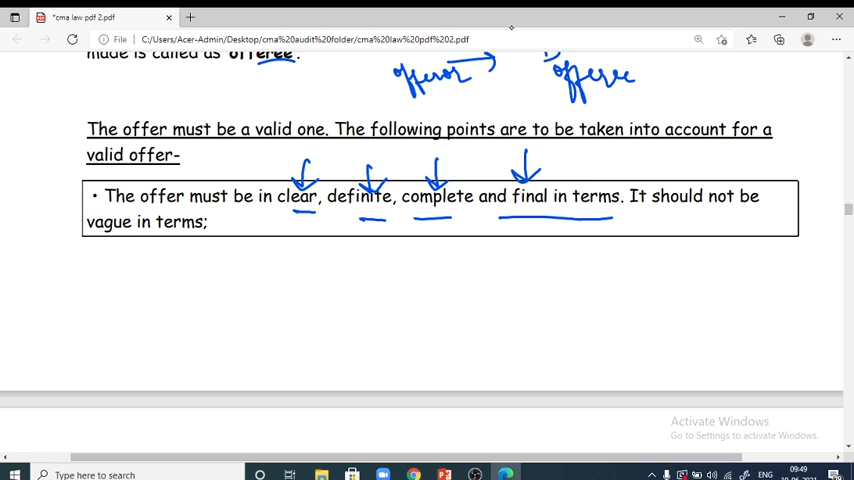 *cma law pdf 2.pdf
File
C:/Users/Acer-Admin/Desktop/cma%20audit%20folder/cma%20law%20pdf%202.pdf
made is called as offeree.
offeror
offeree
The offer must be a valid one. The following points are to be taken into account for a
valid offer-
• The offer must be in clear, definite, complete and final in terms. It should not be
vague in terms;
Activate Windows
Go to Settings to activate Windows.
Type here to search
ENG
09:49